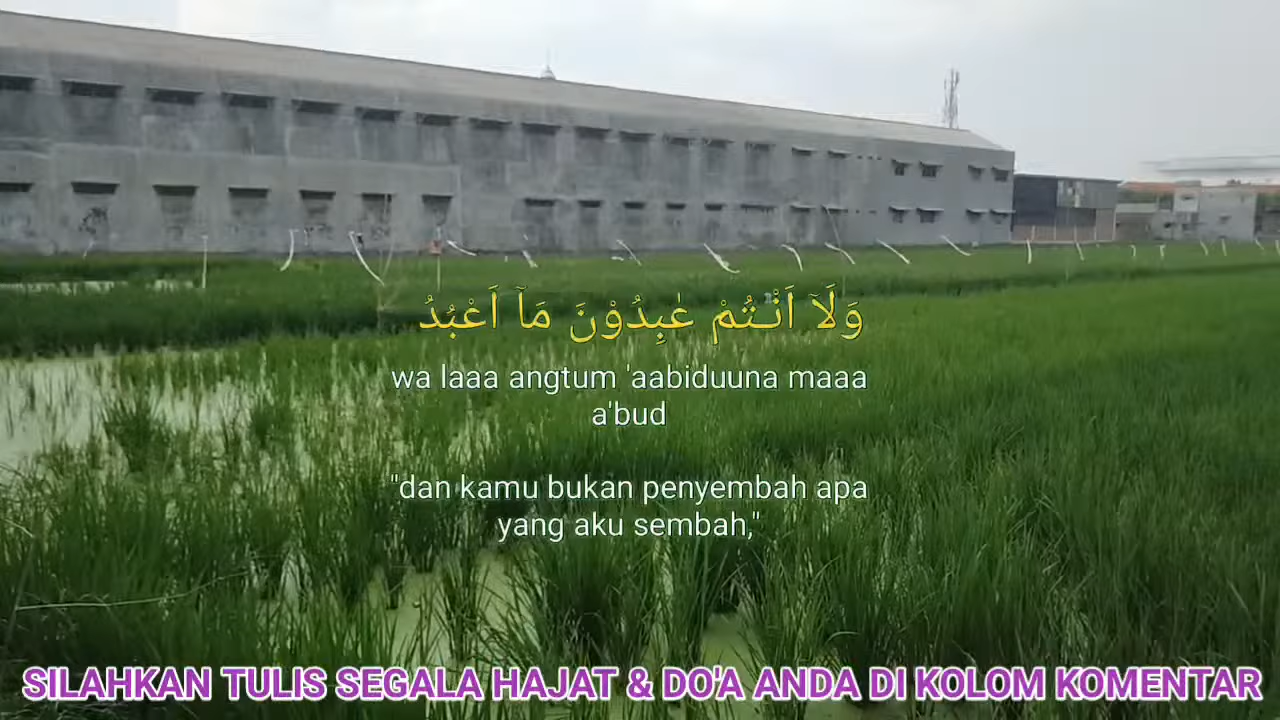 وَلَآ اَنْتُمْ عٰبِدُوْنَ مَآ اَعْبُدُ
wa laaa angtum 'aabiduuna maaa
a'bud
"dan kamu bukan penyembah apa
yang aku sembah,"
SILAHKAN TULIS SEGALA HAJAT & DO'A ANDA DI KOLOM KOMENTAR